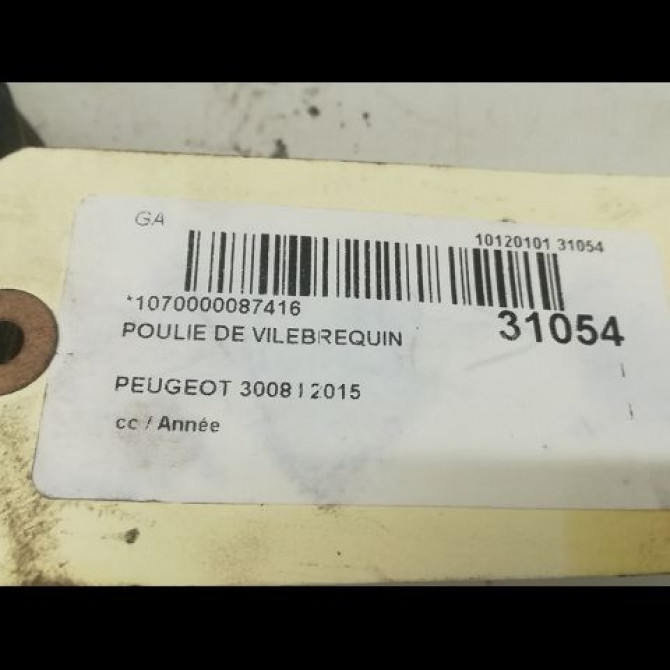 GA
10120101 31054
*1070000087416
31054
POULIE DE VILEBREQUIN
PEUGEOT 3008 I 2015
cc / Année